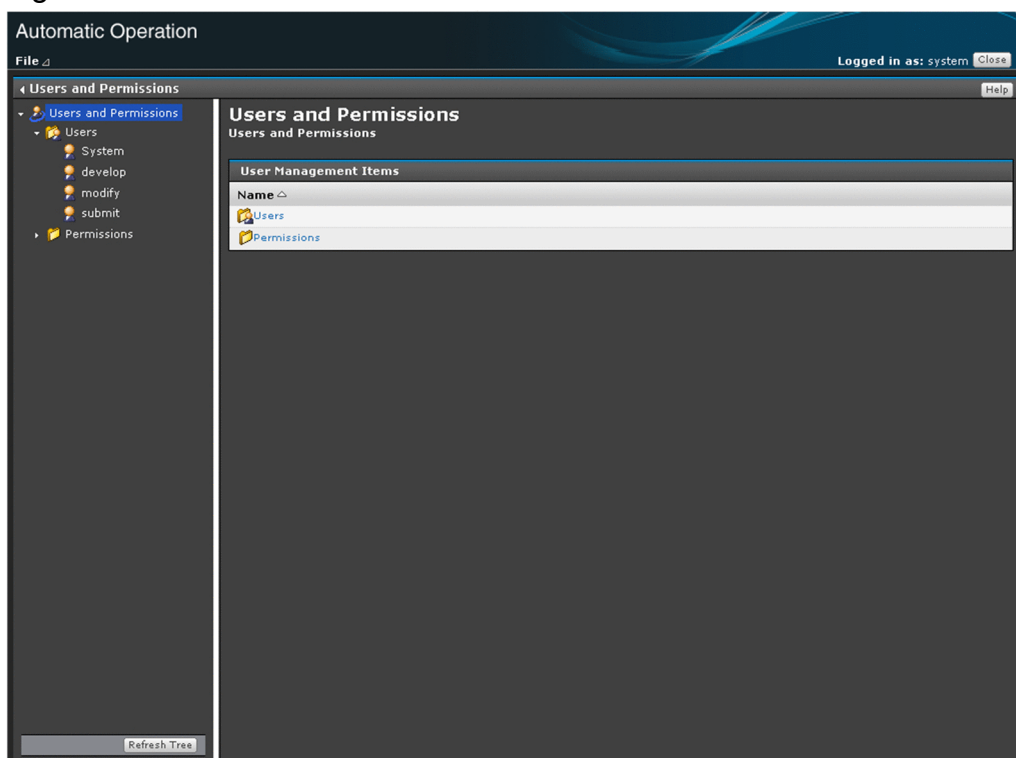 Automatic Operation
File
Logged in as: system Close
Users and Permissions
Help
Users and Permissions
Users
System
develop
modify
submit
Permissions
Refresh Tree
Users and Permissions
Users and Permissions
User Management Items
Name
Users
Permissions